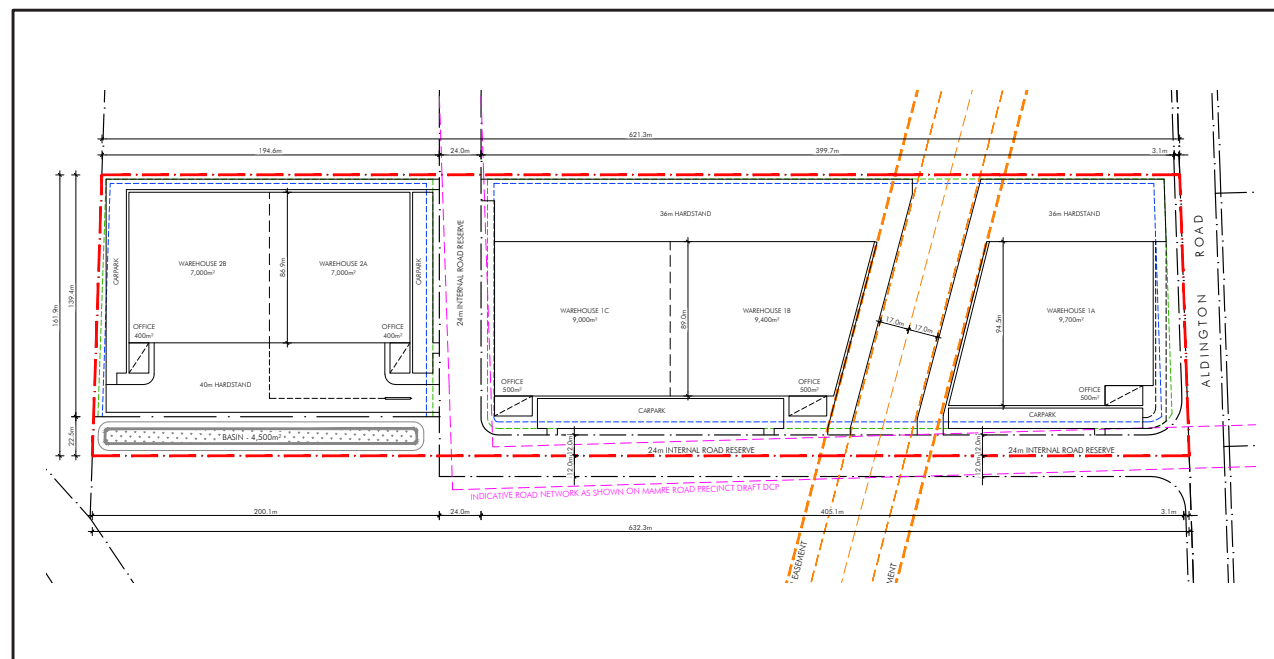 621.3m
194.6m
24.0m
399.7m
3.1m
161.9m
139.4m
22.5m
CARPARK
WAREHOUSE 2B
7,000m²
86.9m
WAREHOUSE 2A
7,000m²
CARPARK
OFFICE
400m²
OFFICE
400m²
40m HARDSTAND
BASIN - 4,500m²
24m INTERNAL ROAD RESERVE
36m HARDSTAND
36m HARDSTAND
WAREHOUSE 1C
9,000m²
89.0m
WAREHOUSE 1B
9,400m²
17.0m
17.0m
94.5m
WAREHOUSE 1A
9,700m²
OFFICE
500m²
OFFICE
500m²
OFFICE
500m²
CARPARK
CARPARK
ALDINGTON ROAD
12.0m
12.0m
24m INTERNAL ROAD RESERVE
12.0m
12.0m
24m INTERNAL ROAD RESERVE
INDICATIVE ROAD NETWORK AS SHOWN ON MAMRE ROAD PRECINCT DRAFT DCP
200.1m
24.0m
405.1m
3.1m
632.3m
EASEMENT
MENT